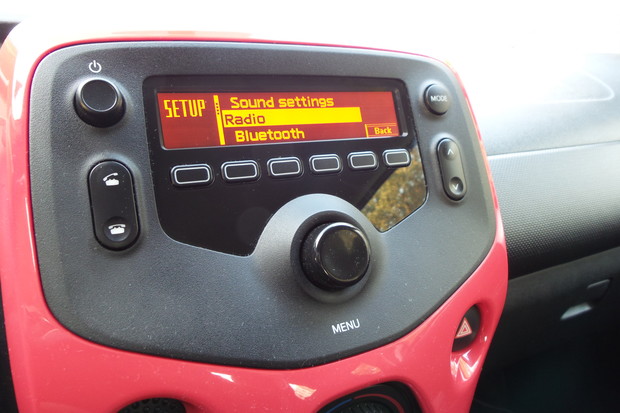 SETUP
Sound settings
Radio
Bluetooth
Back
MODE
MENU